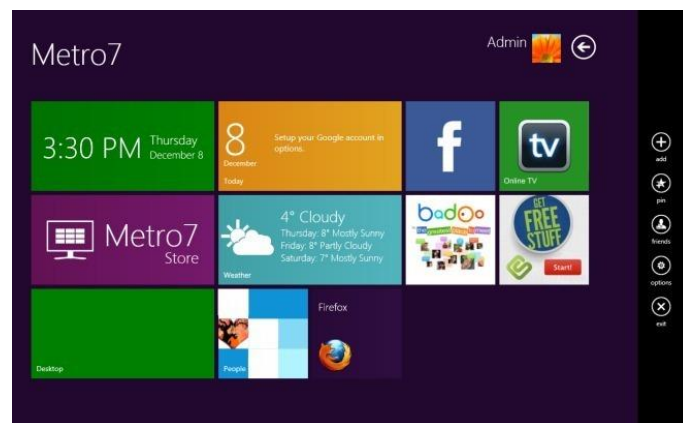 Metro7
Admin
3:30 PM
Thursday
December 8
8
December
Today
Setup your Google account in
options.
f
tv
Online TV
Metro7
Store
4° Cloudy
Thursday: 8° Mostly Sunny
Friday: 8° Partly Cloudy
Saturday: 7° Mostly Sunny
Weather
badoo
GET
FREE
STUFF
Start!
Desktop
People
Firefox
add
pin
friends
options
exit